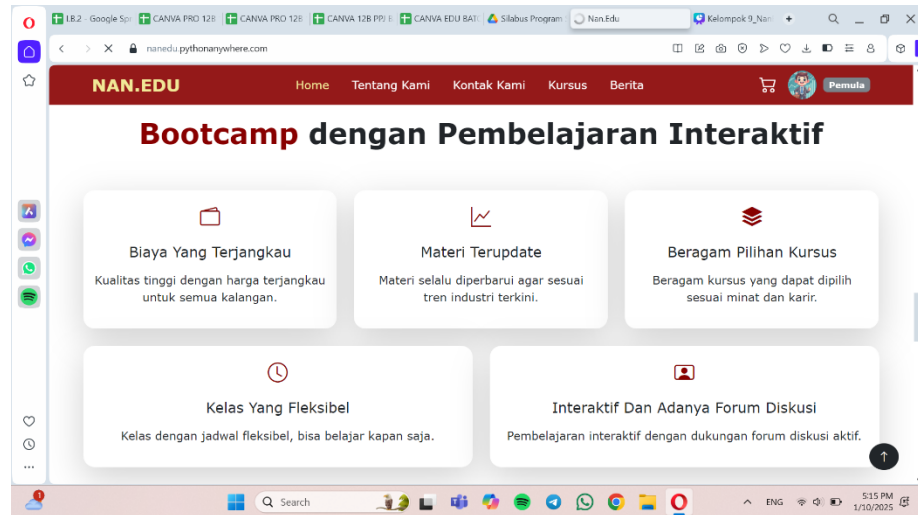 LB.2 - Google Spr
CANVA PRO 12B
CANVA PRO 12B
CANVA 12B PPJ
CANVA EDU BAT
Silabus Program
Nan.Edu
Kelompok 9_Nan
nanedu.pythonanywhere.com
NAN.EDU
Home
Tentang Kami
Kontak Kami
Kursus
Berita
Pemula
Bootcamp dengan Pembelajaran Interaktif
Biaya Yang Terjangkau
Kualitas tinggi dengan harga terjangkau
untuk semua kalangan.
Materi Terupdate
Materi selalu diperbarui agar sesuai
tren industri terkini.
Beragam Pilihan Kursus
Beragam kursus yang dapat dipilih
sesuai minat dan karir.
Kelas Yang Fleksibel
Kelas dengan jadwal fleksibel, bisa belajar kapan saja.
Interaktif Dan Adanya Forum Diskusi
Pembelajaran interaktif dengan dukungan forum diskusi aktif.
Search
ENG
5:15 PM
1/10/2025